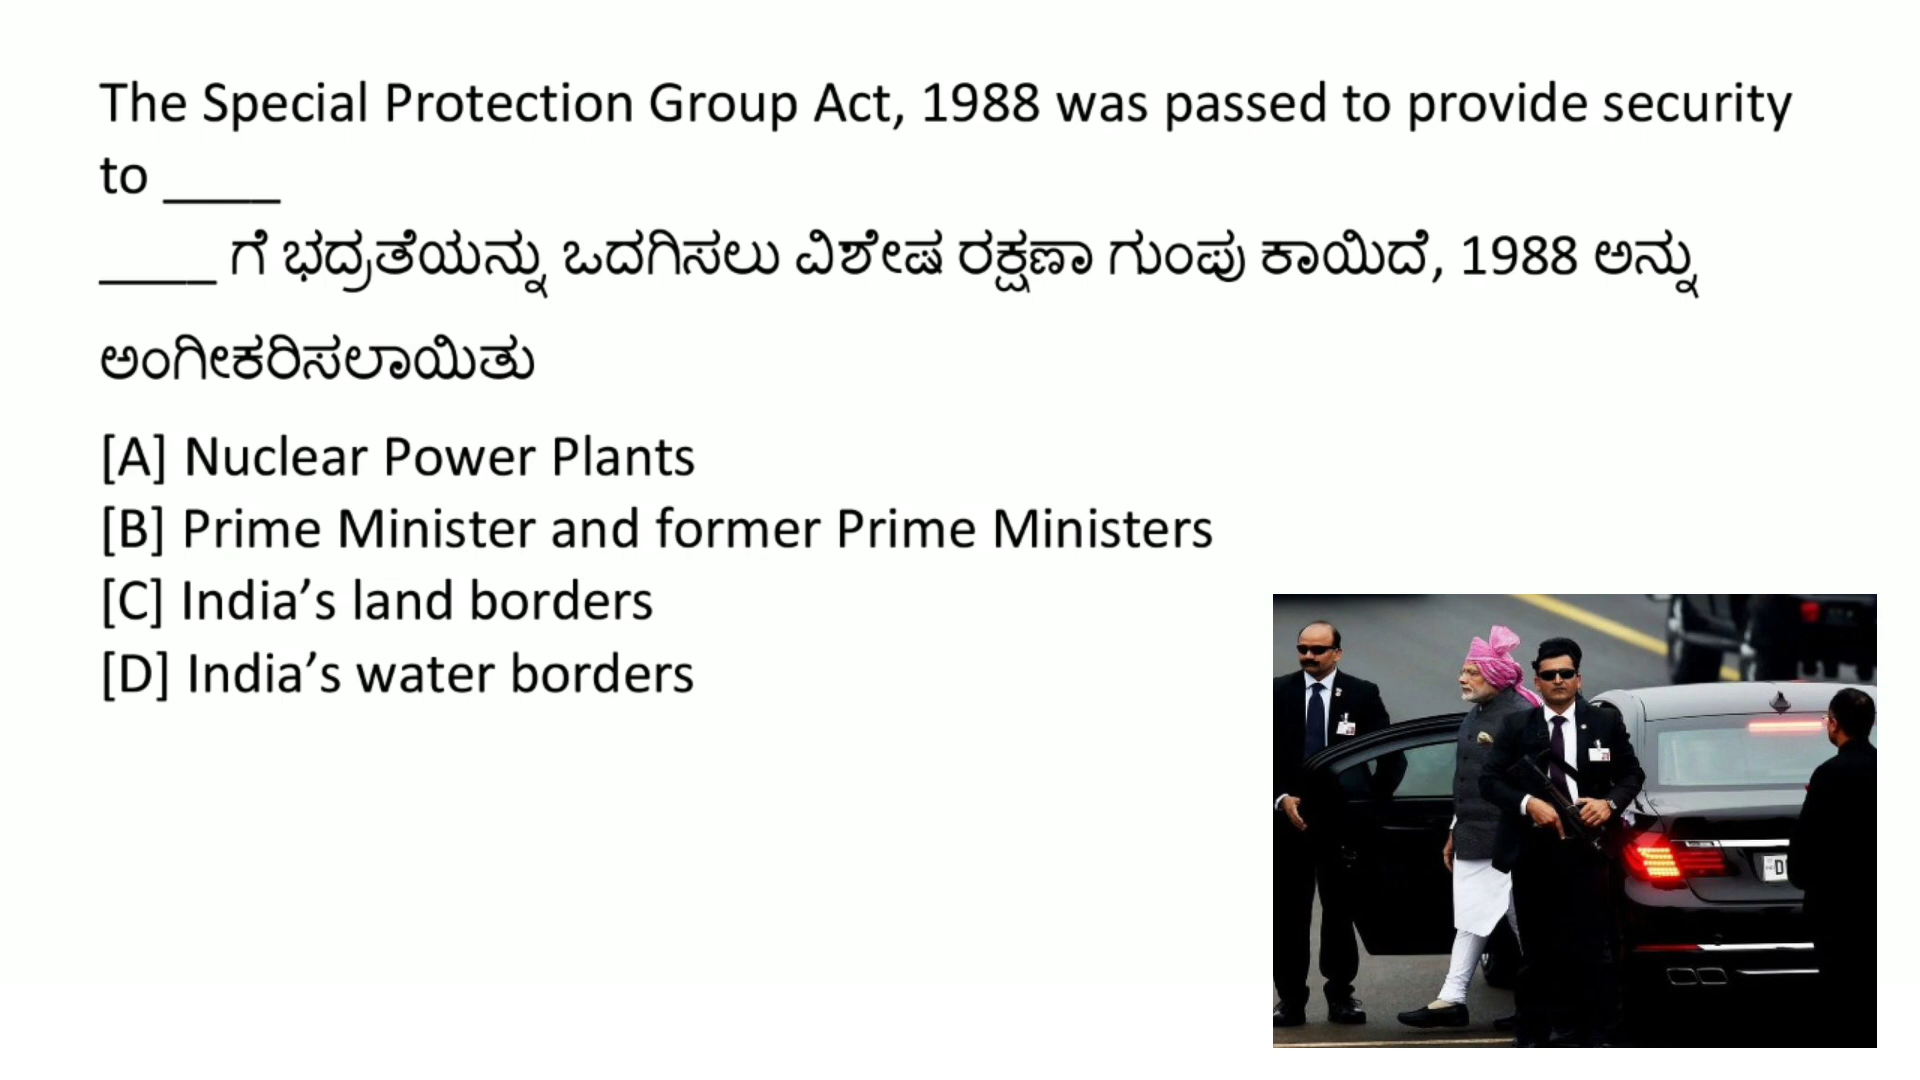 The Special Protection Group Act, 1988 was passed to provide security
to ____
____ ಗೆ ಭದ್ರತೆಯನ್ನು ಒದಗಿಸಲು ವಿಶೇಷ ರಕ್ಷಣಾ ಗುಂಪು ಕಾಯಿದೆ, 1988 ಅನ್ನು
ಅಂಗೀಕರಿಸಲಾಯಿತು
[A] Nuclear Power Plants
[B] Prime Minister and former Prime Ministers
[C] India’s land borders
[D] India’s water borders